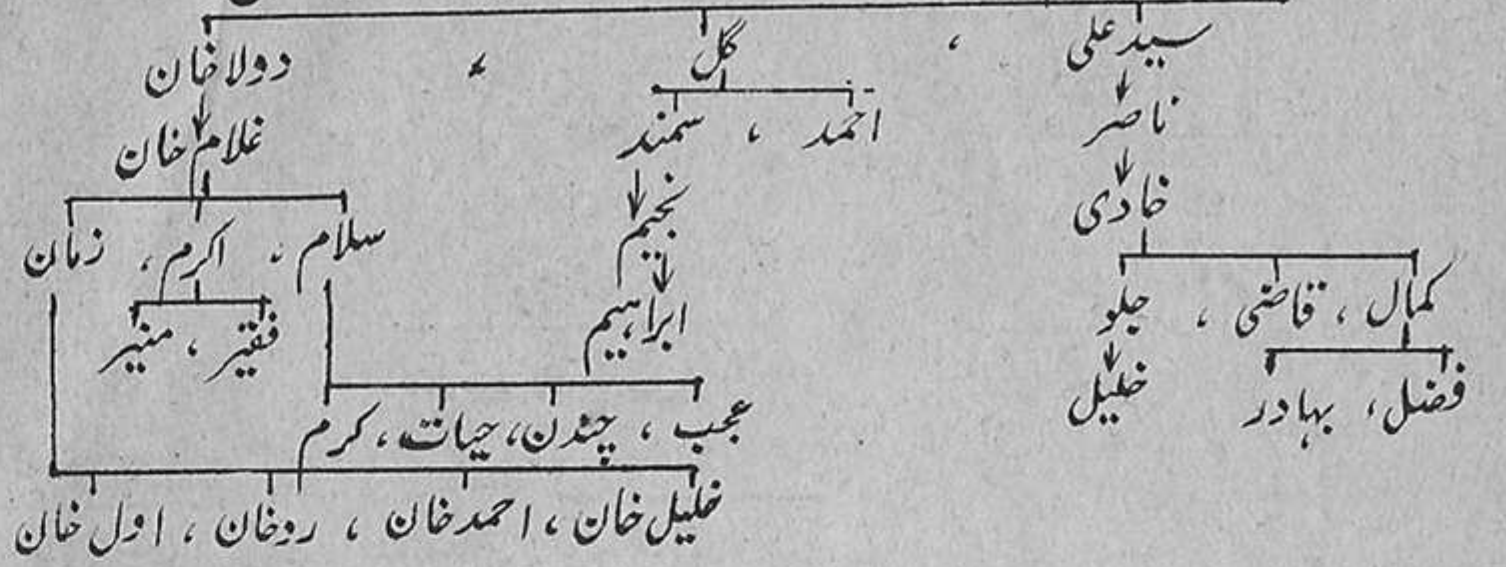 سید علی ، گل ، دولا خان
ناصر
احمد ، سمند
غلام خان
خادی
نجیم
سلام ، اکرم ، زمان
کمال ، قاضی ، جلو
ابراہیم
فقیر ، منیر
فضل ، بہادر
خلیل
عجب ، چندن ، حیات ، کرم
خلیل خان ، احمد خان ، روخان ، اول خان